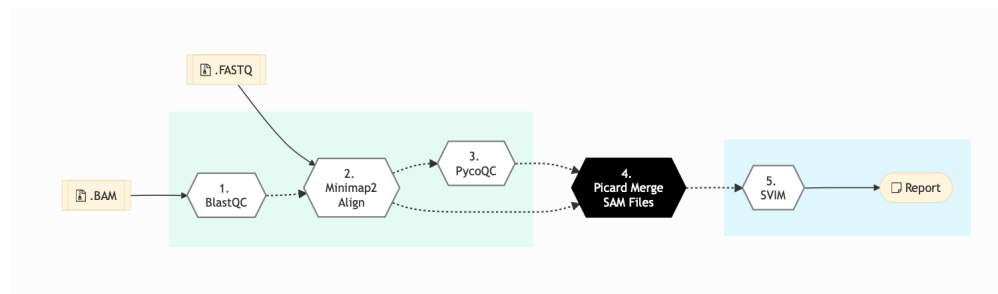 .FASTQ
.BAM
1.
BlastQC
2.
Minimap2
Align
3.
PycoQC
4.
Picard Merge
SAM Files
5.
SVIM
Report